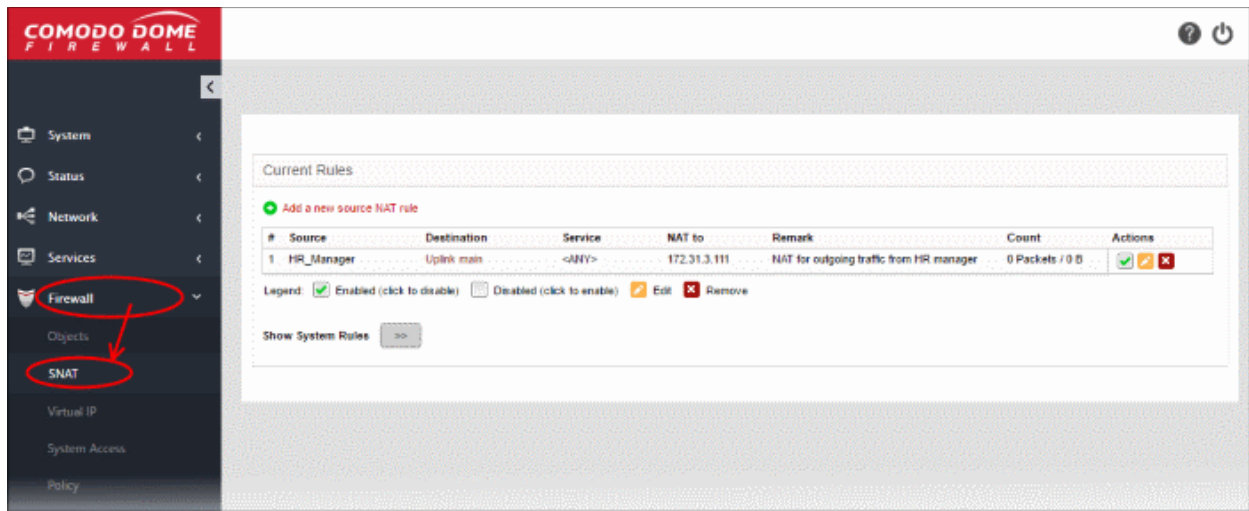 COMODO DOME
FIREWALL
System
Status
Network
Services
Firewall
Objects
SNAT
Virtual IP
System Access
Policy
Current Rules
Add a new source NAT rule
# Source Destination Service NAT to Remark Count Actions
1 HR_Manager Uplink main <ANY> 172.31.3.111 NAT for outgoing traffic from HR manager 0 Packets / 0 B
Legend: Enabled (click to disable) Disabled (click to enable) Edit Remove
Show System Rules >>